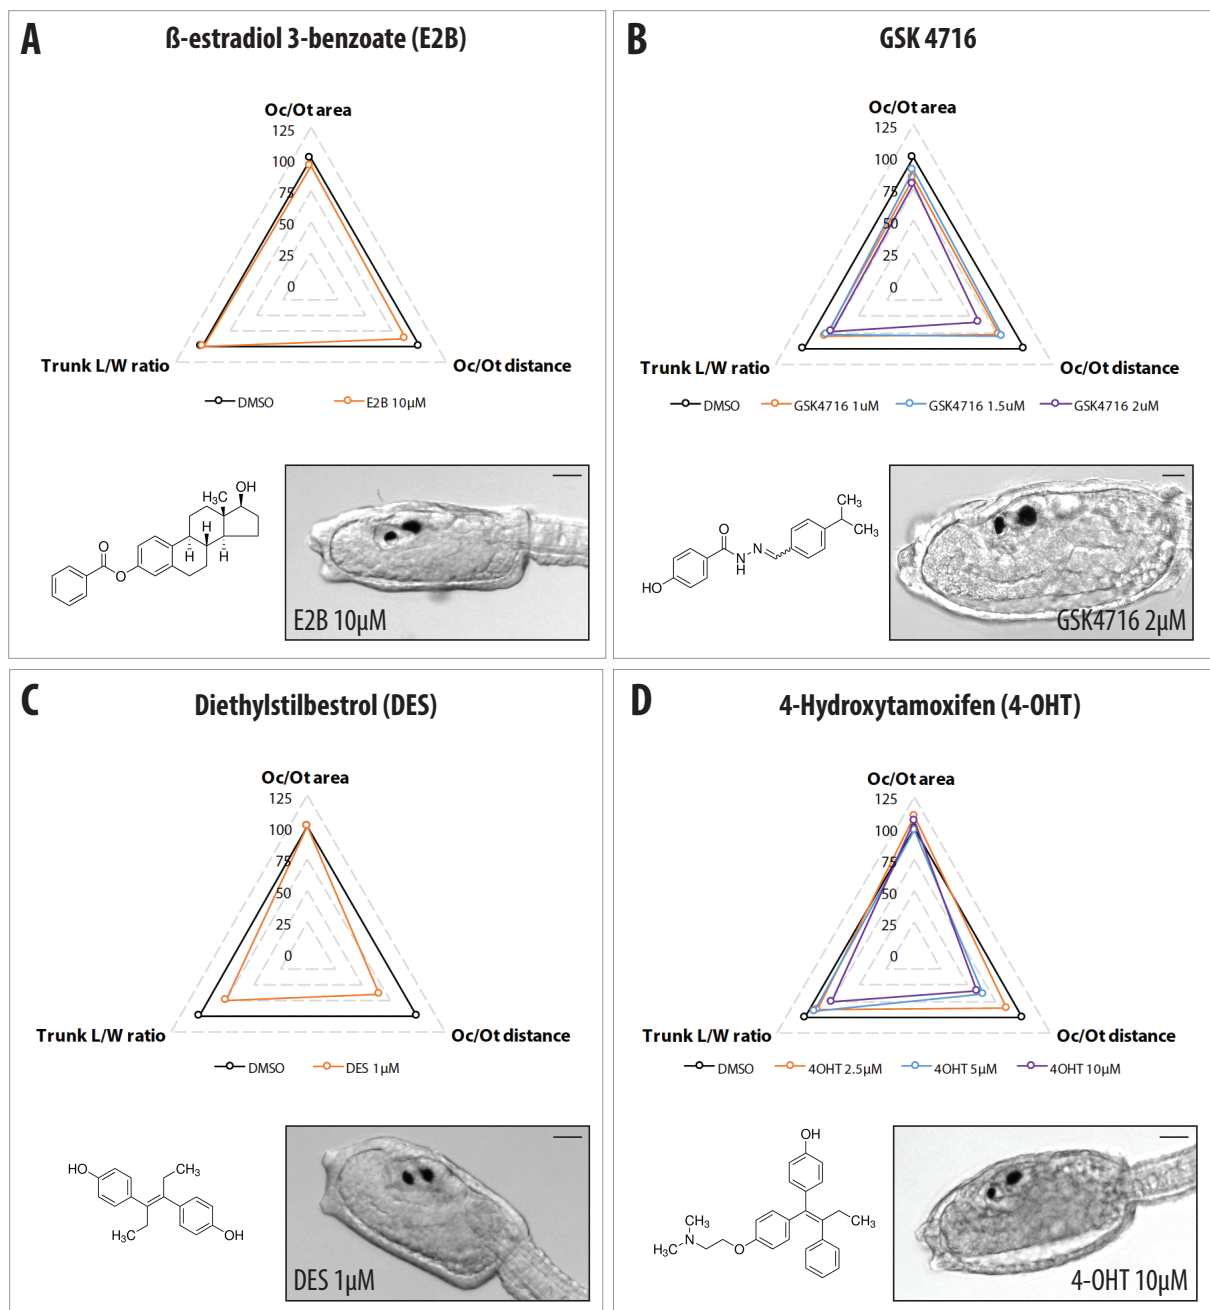 A
ß-estradiol 3-benzoate (E2B)
Oc/Ot area
125
100
75
50
25
0
Trunk L/W ratio
Oc/Ot distance
DMSO
E2B 10µM
OH
H₃C
H
H
H
O
O
E2B 10µM
B
GSK 4716
Oc/Ot area
125
100
75
50
25
0
Trunk L/W ratio
Oc/Ot distance
DMSO
GSK4716 1uM
GSK4716 1.5uM
GSK4716 2uM
CH₃
CH₃
O
N
N
H
HO
GSK4716 2µM
C
Diethylstilbestrol (DES)
Oc/Ot area
125
100
75
50
25
0
Trunk L/W ratio
Oc/Ot distance
DMSO
DES 1µM
HO
CH₃
CH₃
OH
DES 1µM
D
4-Hydroxytamoxifen (4-OHT)
Oc/Ot area
125
100
75
50
25
0
Trunk L/W ratio
Oc/Ot distance
DMSO
4OHT 2.5µM
4OHT 5µM
4OHT 10µM
OH
CH₃
CH₃
N
H₃C
O
4-OHT 10µM